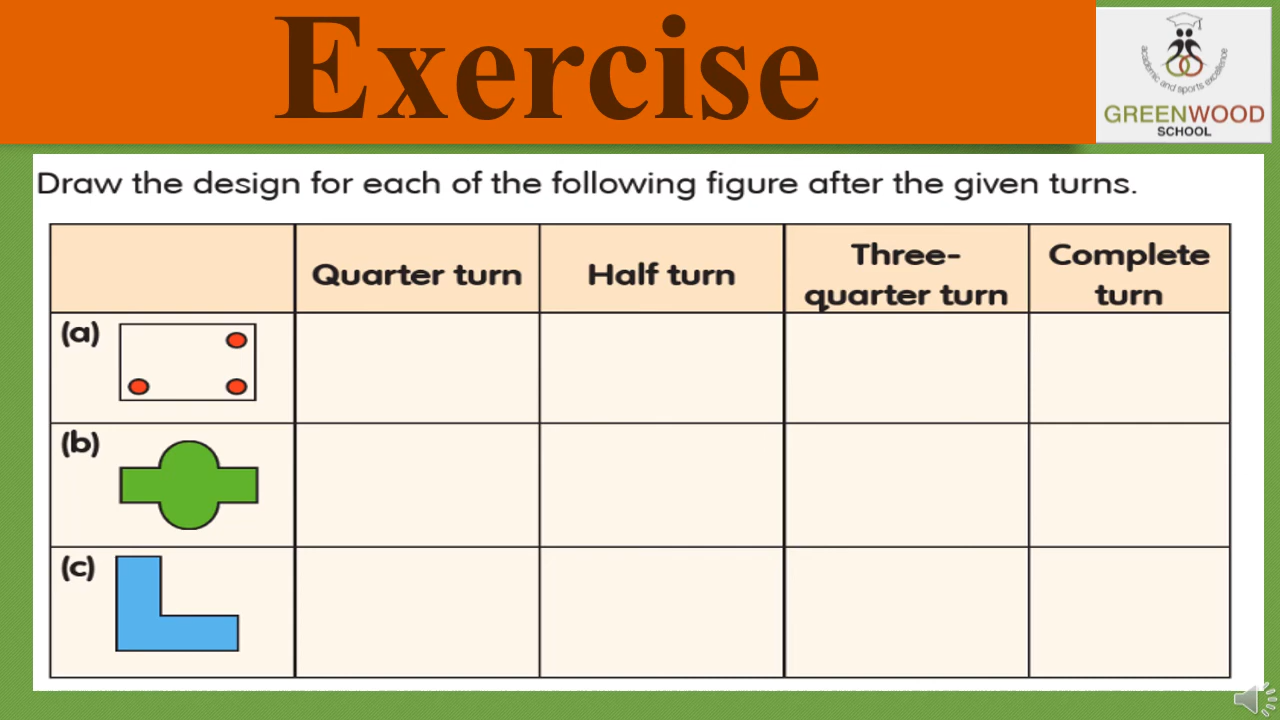 Exercise
academic and sports excellence
GREENWOOD
SCHOOL
Draw the design for each of the following figure after the given turns.
Quarter turn
Half turn
Three-
quarter turn
Complete
turn
(a)
(b)
(c)